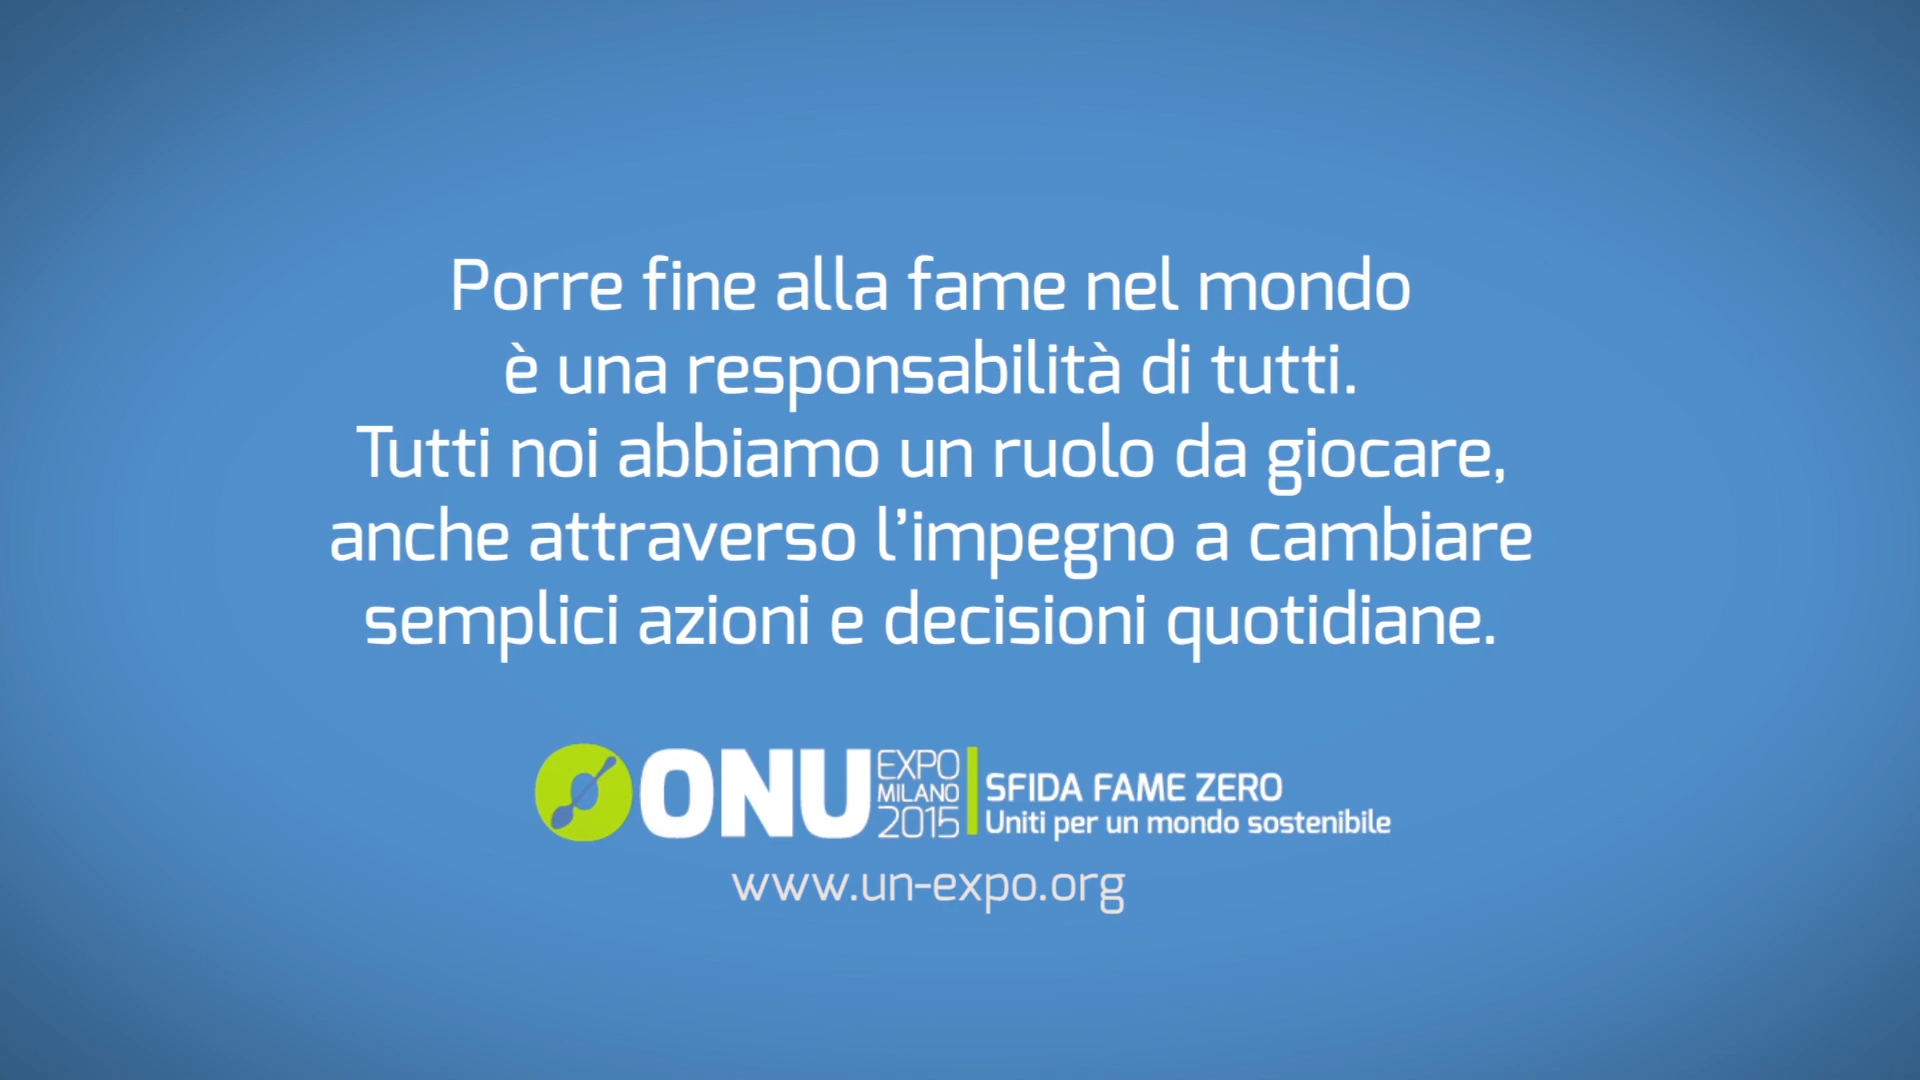 Porre fine alla fame nel mondo
è una responsabilità di tutti.
Tutti noi abbiamo un ruolo da giocare,
anche attraverso l’impegno a cambiare
semplici azioni e decisioni quotidiane.
ONU
EXPO
MILANO
2015
SFIDA FAME ZERO
Uniti per un mondo sostenibile
www.un-expo.org